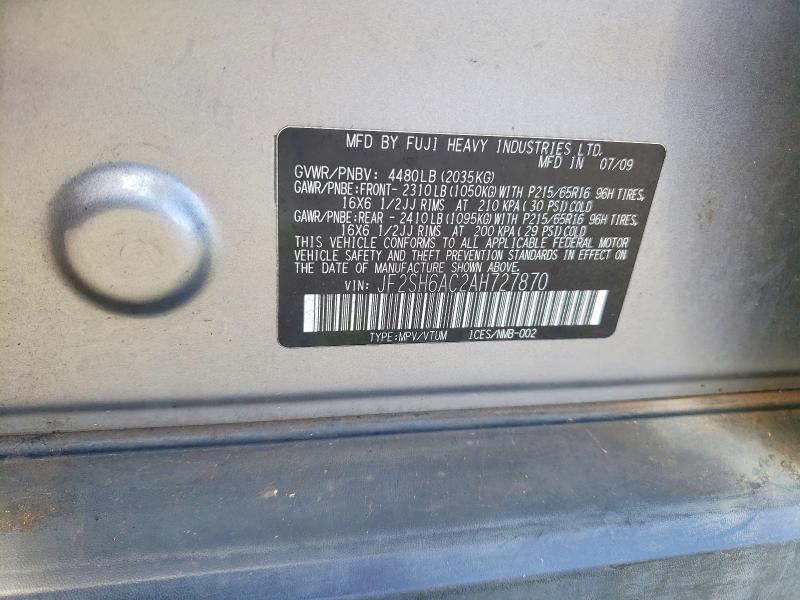 MFD BY FUJI HEAVY INDUSTRIES LTD.
MFD IN 07/09
GVWR/PNBV: 4480LB (2035KG)
GAWR/PNBE:FRONT- 2310LB (1050KG) WITH P215/65R16 96H TIRES,
16X6 1/2JJ RIMS AT 210 KPA (30 PSI) COLD
GAWR/PNBE:REAR - 2410LB (1095KG) WITH P215/65R16 96H TIRES,
16X6 1/2JJ RIMS AT 200 KPA (29 PSI) COLD
THIS VEHICLE CONFORMS TO ALL APPLICABLE FEDERAL MOTOR
VEHICLE SAFETY AND THEFT PREVENTION STANDARDS IN EFFECT ON
THE DATE OF MANUFACTURE SHOWN ABOVE.
VIN: JF2SH6AC2AH727870
TYPE:MPV/VTUM ICES/NMB-002